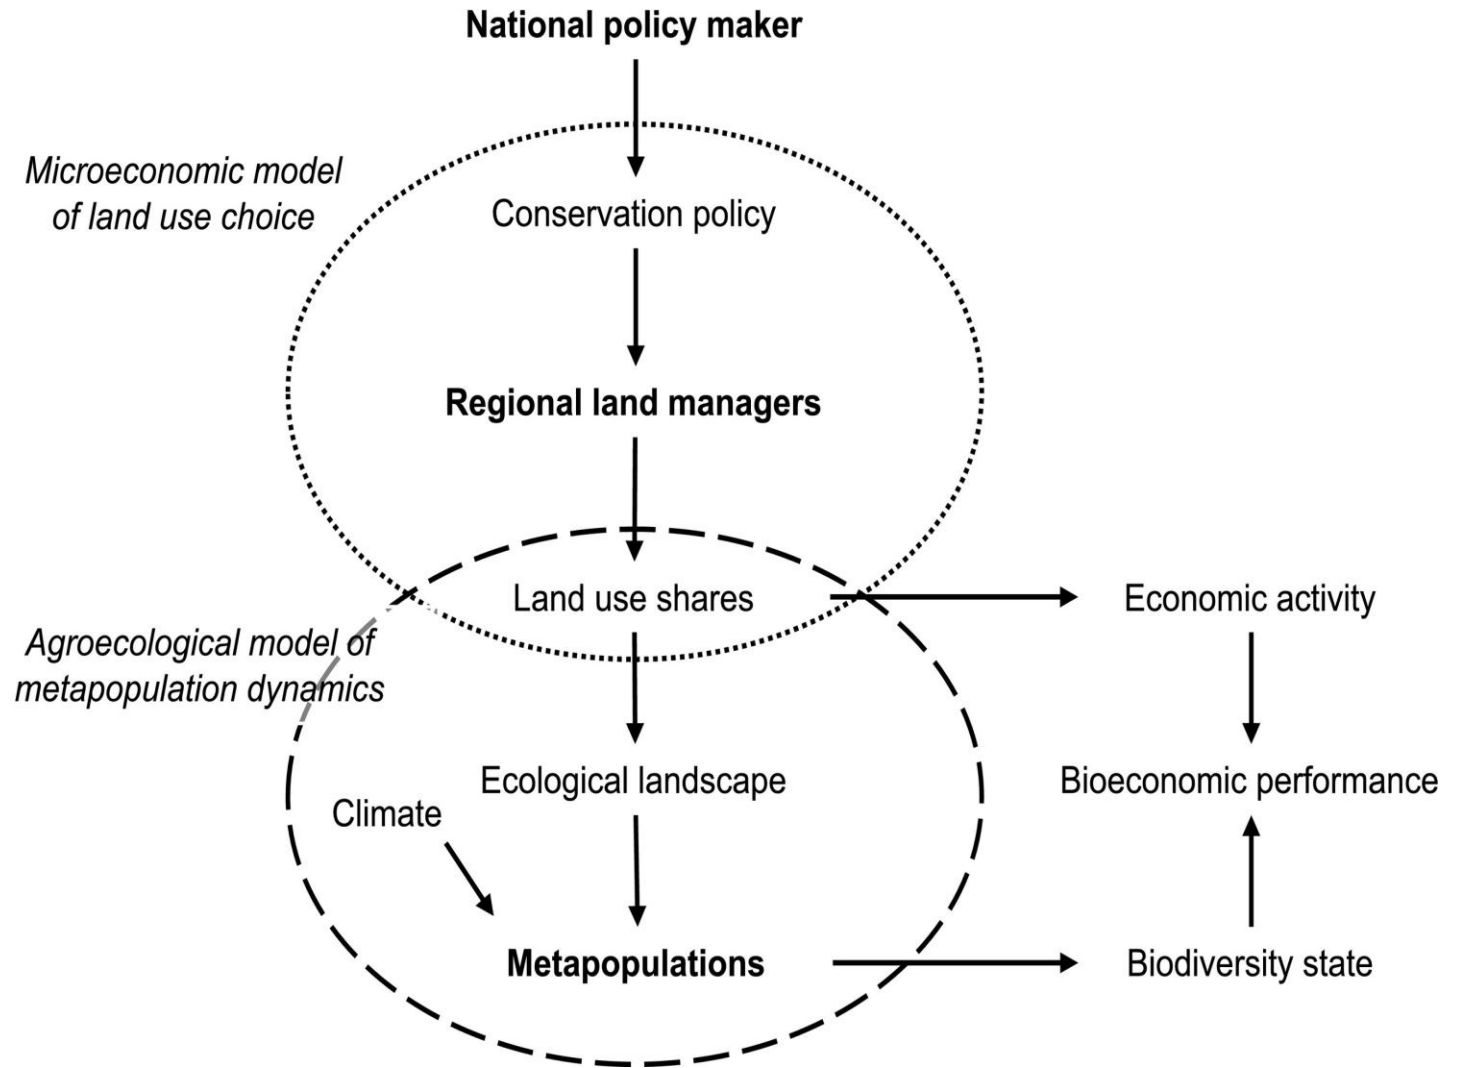 National policy maker
Microeconomic model
of land use choice
Conservation policy
Regional land managers
Land use shares
Economic activity
Agroecological model of
metapopulation dynamics
Ecological landscape
Bioeconomic performance
Climate
Metapopulations
Biodiversity state